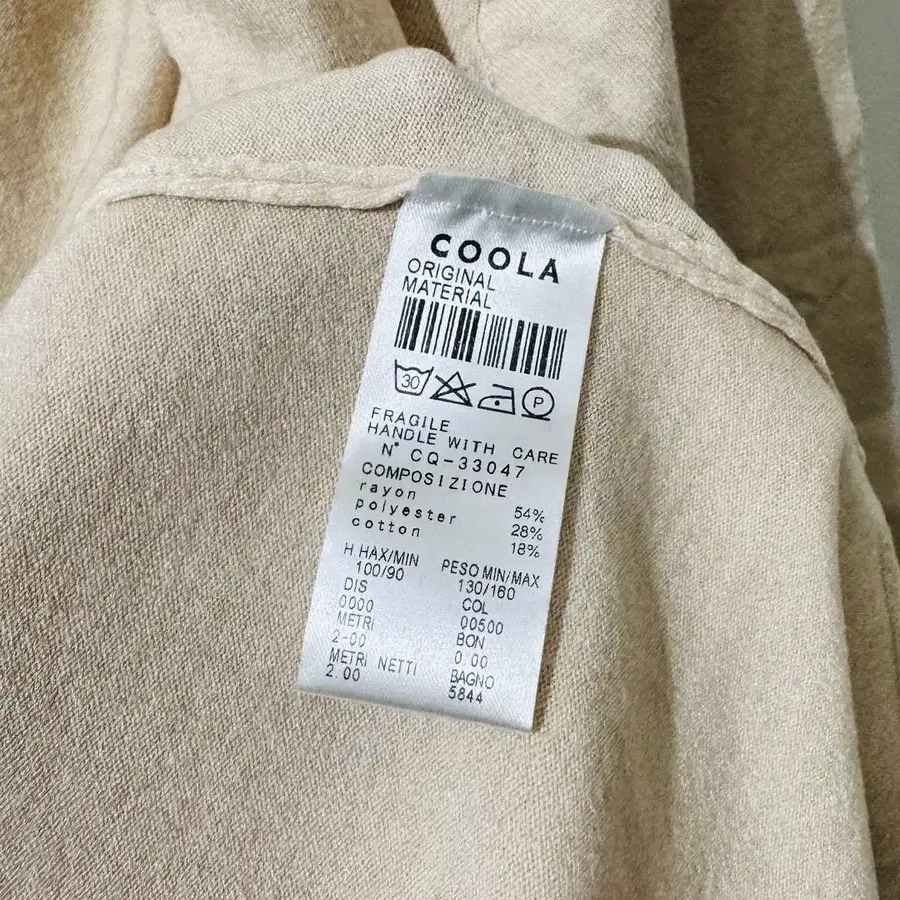 COOLA
ORIGINAL
MATERIAL
30 P
FRAGILE
HANDLE WITH CARE
N° CQ-33047
COMPOSIZIONE
rayon 54%
polyester 28%
cotton 18%
H.HAX/MIN PESO MIN/MAX
100/90 130/160
DIS COL
0000 00500
METRI BON
2-00 0.00
METRI NETTI BAGNO
2.00 5844